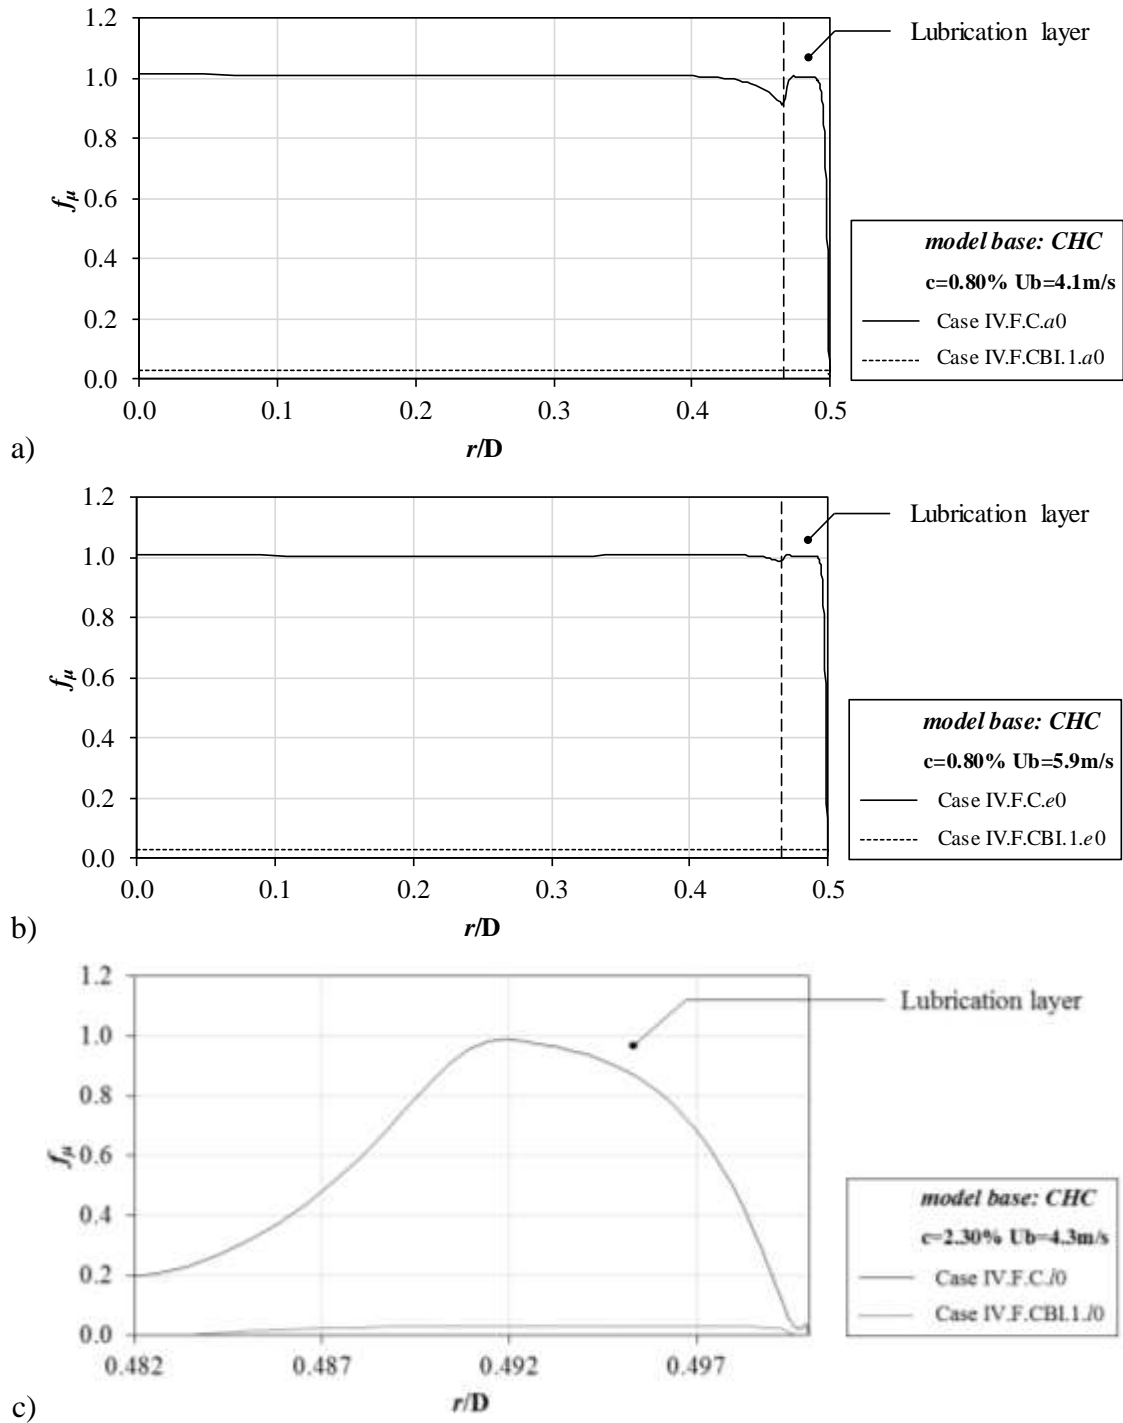 Lubrication layer
1.2
1.0
0.8
0.6
0.4
0.2
0.0
fμ
0.0 0.1 0.2 0.3 0.4 0.5
r/D
model base: CHC
c=0.80% Ub=4.1m/s
Case IV.F.C.a0
Case IV.F.CBI.1.a0
a)
Lubrication layer
1.2
1.0
0.8
0.6
0.4
0.2
0.0
fμ
0.0 0.1 0.2 0.3 0.4 0.5
r/D
model base: CHC
c=0.80% Ub=5.9m/s
Case IV.F.C.e0
Case IV.F.CBI.1.e0
b)
Lubrication layer
1.2
1.0
0.8
0.6
0.4
0.2
0.0
fμ
0.482 0.487 0.492 0.497
r/D
model base: CHC
c=2.30% Ub=4.3m/s
Case IV.F.C.l0
Case IV.F.CBI.1.l0
c)